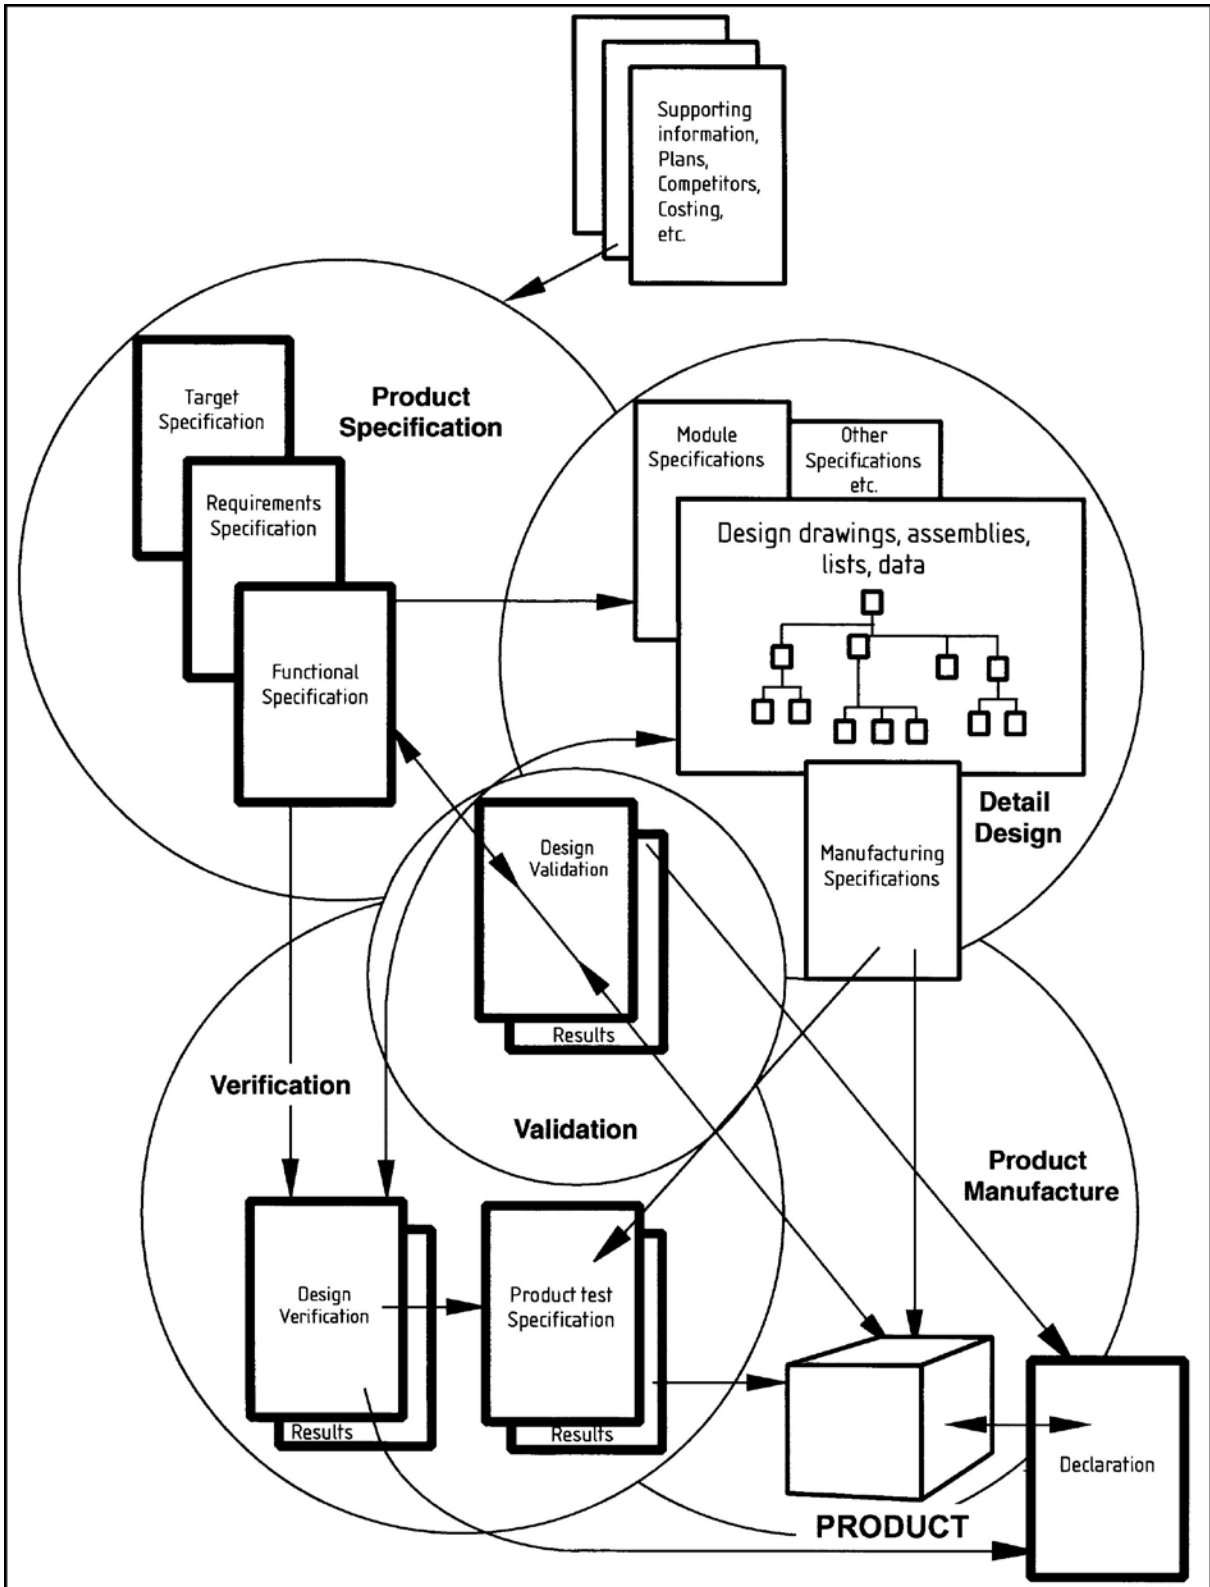 Supporting
information,
Plans,
Competitors,
Costing,
etc.
Target
Specification
Product
Specification
Requirements
Specification
Functional
Specification
Module
Specifications
Other
Specifications
etc.
Design drawings, assemblies,
lists, data
Detail
Design
Manufacturing
Specifications
Design
Validation
Results
Validation
Verification
Product
Manufacture
Design
Verification
Results
Product test
Specification
Results
PRODUCT
Declaration